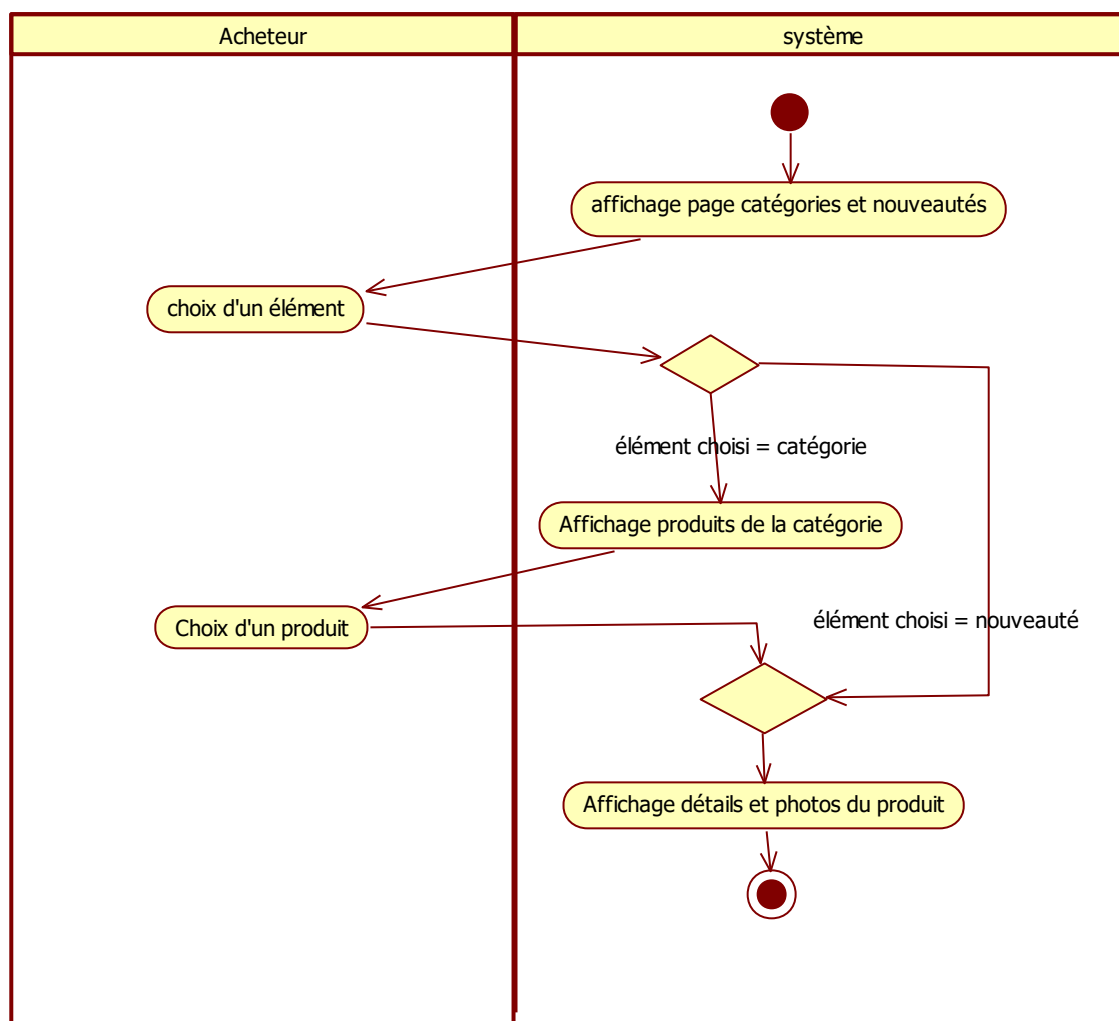 Acheteur
système
affichage page catégories et nouveautés
choix d'un élément
élément choisi = catégorie
Affichage produits de la catégorie
Choix d'un produit
élément choisi = nouveauté
Affichage détails et photos du produit